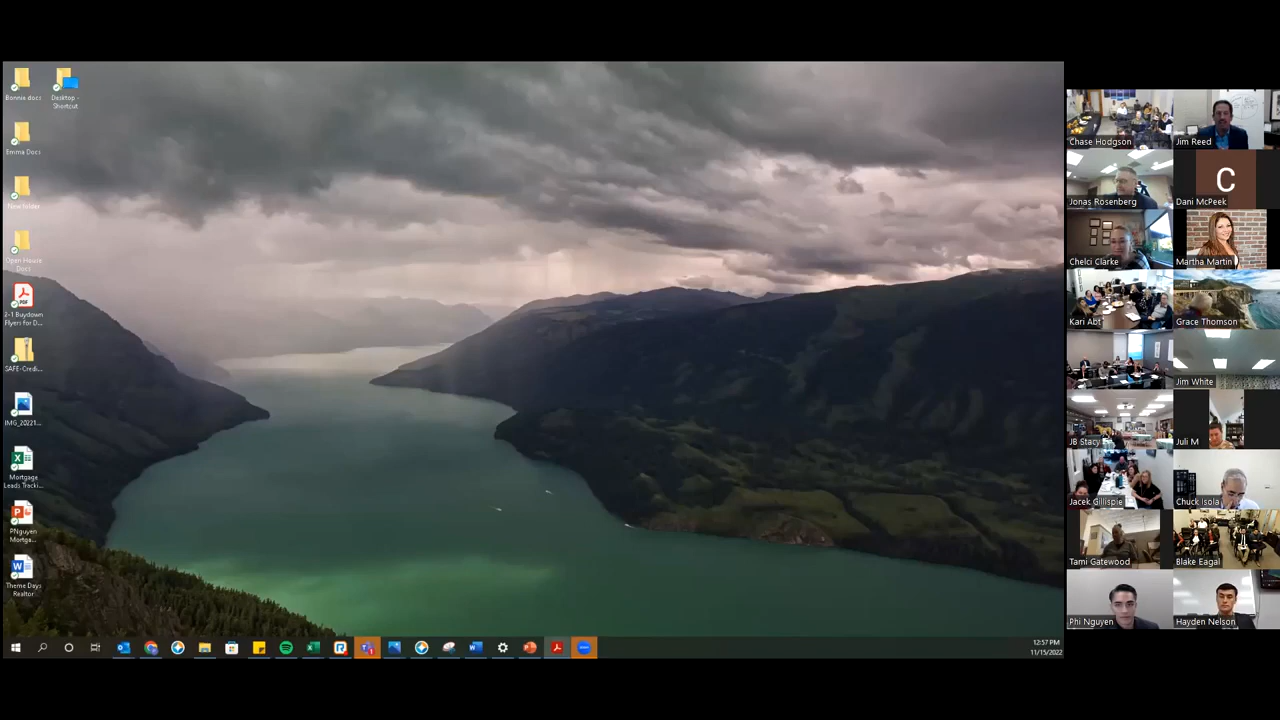 Bonnie docs
Desktop -
Shortcut
Emma Docs
New folder
Open House
Docs
2-1 Buydown
Flyers for D...
SAFE-Credi...
IMG_20221...
Mortgage
Leads Tracki...
PNguyen
Mortga...
Theme Days
Realtor
12:57 PM
11/15/2022
Chase Hodgson
Jim Reed
Jonas Rosenberg
C
Dani McPeek
Chelci Clarke
Martha Martin
Kari Abt
Grace Thomson
Jim White
JB Stacy
Juli M
Jacek Gillispie
Chuck Isola
Tami Gatewood
Blake Eagal
Phi Nguyen
Hayden Nelson